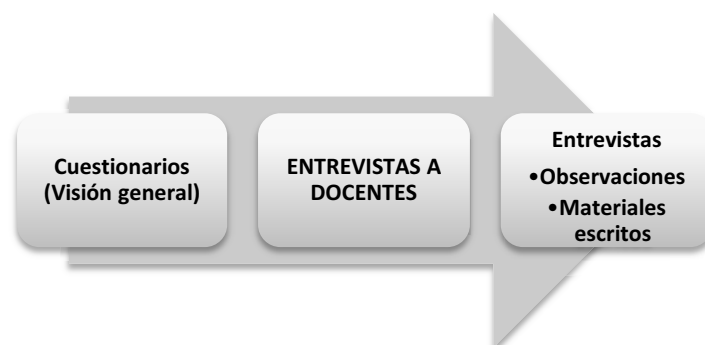 Cuestionarios
(Visión general)
ENTREVISTAS A
DOCENTES
Entrevistas
•Observaciones
•Materiales
escritos